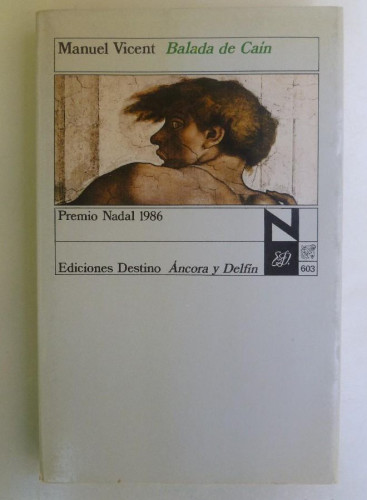 Manuel Vicent Balada de Caín
Premio Nadal 1986
N
Ediciones Destino Áncora y Delfín
E.D.
603